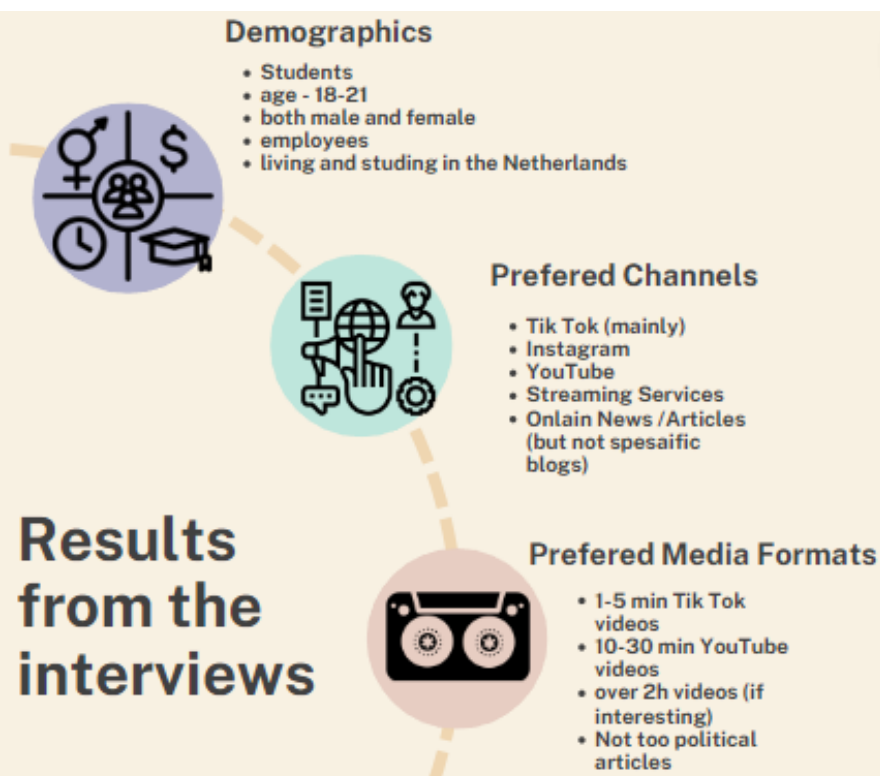 Demographics
• Students
• age - 18-21
• both male and female
• employees
• living and studing in the Netherlands
Prefered Channels
• Tik Tok (mainly)
• Instagram
• YouTube
• Streaming Services
• Onlain News /Articles
(but not spesaific
blogs)
Results
from the
interviews
Prefered Media Formats
• 1-5 min Tik Tok
videos
• 10-30 min YouTube
videos
• over 2h videos (if
interesting)
• Not too political
articles